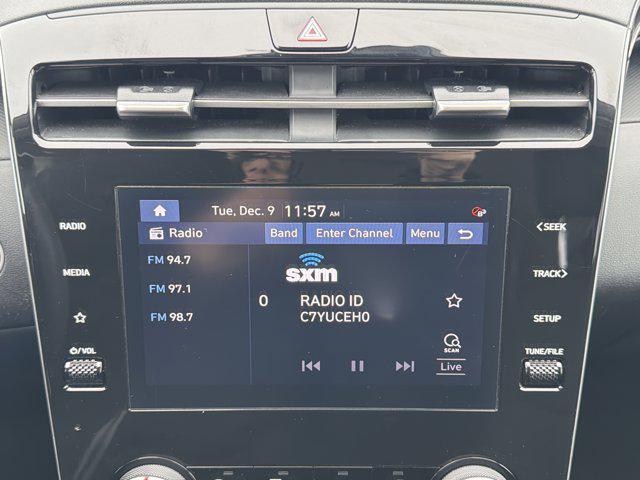 Tue, Dec. 9 11:57 AM
RADIO
Radio Band Enter Channel Menu
< SEEK
FM 94.7
sxm
MEDIA
TRACK >
FM 97.1
0 RADIO ID
C7YUCEH0
FM 98.7
SETUP
SCAN
/VOL
TUNE/FILE
Live